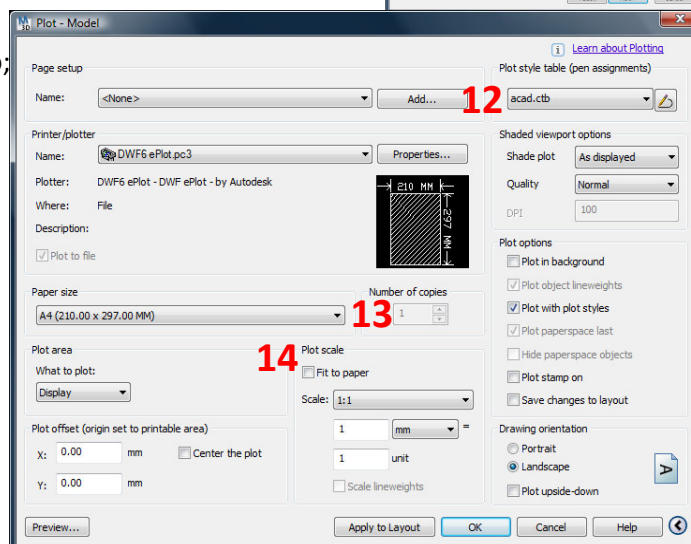 Plot - Model
;
Learn about Plotting
Page setup
Name: <None> Add...
12
Plot style table (pen assignments)
acad.ctb
Printer/plotter
Name: DWF6 ePlot.pc3 Properties...
Plotter: DWF6 ePlot - DWF ePlot - by Autodesk
Where: File
Description:
Plot to file
210 MM
297 MM
Shaded viewport options
Shade plot As displayed
Quality Normal
DPI 100
Paper size
A4 (210.00 x 297.00 MM)
Number of copies
13
1
Plot options
Plot in background
Plot object lineweights
Plot with plot styles
Plot paperspace last
Hide paperspace objects
Plot stamp on
Save changes to layout
Plot area
What to plot:
Display
14
Plot scale
Fit to paper
Scale: 1:1
1 mm =
1 unit
Scale lineweights
Plot offset (origin set to printable area)
X: 0.00 mm Center the plot
Y: 0.00 mm
Drawing orientation
Portrait
Landscape
Plot upside-down
A
Preview... Apply to Layout OK Cancel Help